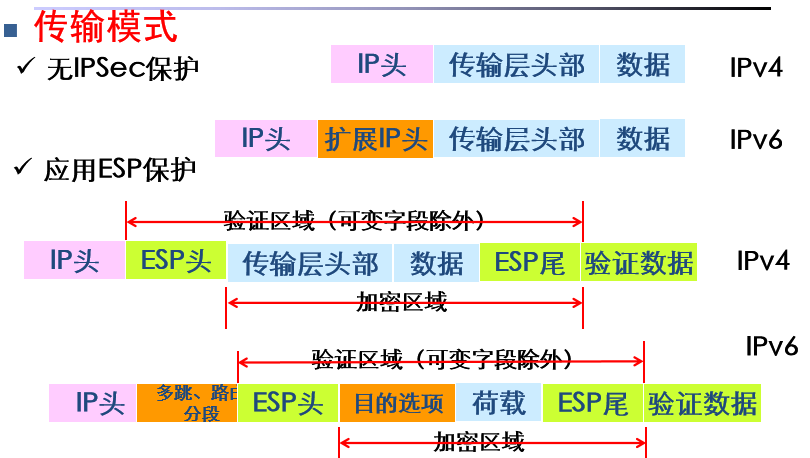 传输模式
无IPSec保护
IP头 传输层头部 数据 IPv4
IP头 扩展IP头 传输层头部 数据 IPv6
应用ESP保护
验证区域（可变字段除外）
IP头 ESP头 传输层头部 数据 ESP尾 验证数据 IPv4
加密区域
IPv6
验证区域（可变字段除外）
IP头 多跳、路由 分段 ESP头 目的选项 荷载 ESP尾 验证数据
加密区域